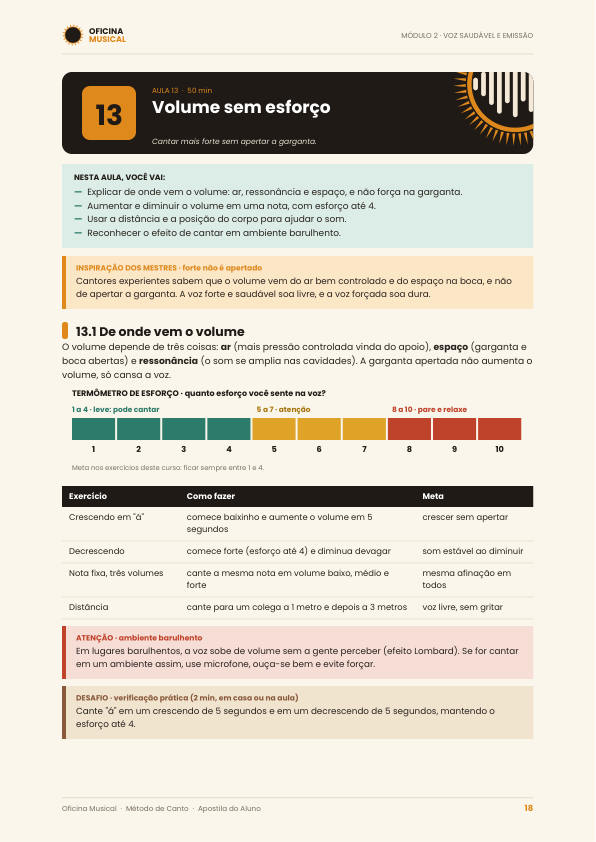 OFICINA
MUSICAL
MÓDULO 2 · VOZ SAUDÁVEL E EMISSÃO
13
AULA 13 · 50 min
Volume sem esforço
Cantar mais forte sem apertar a garganta.
NESTA AULA, VOCÊ VAI:
— Explicar de onde vem o volume: ar, ressonância e espaço, e não força na garganta.
— Aumentar e diminuir o volume em uma nota, com esforço até 4.
— Usar a distância e a posição do corpo para ajudar o som.
— Reconhecer o efeito de cantar em ambiente barulhento.
INSPIRAÇÃO DOS MESTRES · forte não é apertado
Cantores experientes sabem que o volume vem do ar bem controlado e do espaço na boca, e não
de apertar a garganta. A voz forte e saudável soa livre, e a voz forçada soa dura.
13.1 De onde vem o volume
O volume depende de três coisas: ar (mais pressão controlada vinda do apoio), espaço (garganta e
boca abertas) e ressonância (o som se amplia nas cavidades). A garganta apertada não aumenta o
volume, só cansa a voz.
TERMÔMETRO DE ESFORÇO · quanto esforço você sente na voz?
1 a 4 · leve: pode cantar 5 a 7 · atenção 8 a 10 · pare e relaxe
1 2 3 4 5 6 7 8 9 10
Meta nos exercícios deste curso: ficar sempre entre 1 e 4.
Exercício Como fazer Meta
Crescendo em "á" comece baixinho e aumente o volume em 5 crescer sem apertar
segundos
Decrescendo comece forte (esforço até 4) e diminua devagar som estável ao diminuir
Nota fixa, três volumes cante a mesma nota em volume baixo, médio e mesma afinação em
forte todos
Distância cante para um colega a 1 metro e depois a 3 metros voz livre, sem gritar
ATENÇÃO · ambiente barulhento
Em lugares barulhentos, a voz sobe de volume sem a gente perceber (efeito Lombard). Se for cantar
em um ambiente assim, use microfone, ouça-se bem e evite forçar.
DESAFIO · verificação prática (2 min, em casa ou na aula)
Cante "á" em um crescendo de 5 segundos e em um decrescendo de 5 segundos, mantendo o
esforço até 4.
Oficina Musical · Método de Canto · Apostila do Aluno
18